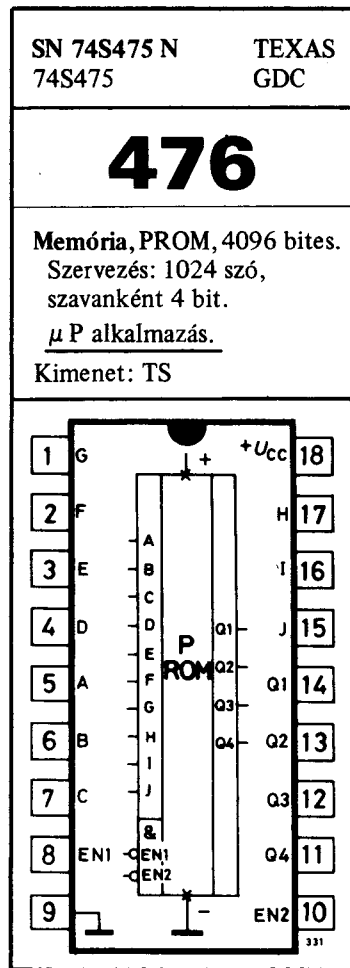 SN 74S475 N TEXAS
74S475 GDC
476
Memória, PROM, 4096 bites.
Szervezés: 1024 szó,
szavanként 4 bit.
μP alkalmazás.
Kimenet: TS
1 G + +UCC 18
2 F H 17
3 E A I 16
B
C
4 D D Q1 J 15
E P
5 A F ROM Q2 Q1 14
G Q3
6 B H Q4 Q2 13
I
7 C J Q3 12
&
8 EN1 EN1 Q4 11
EN2
9 − EN2 10
331